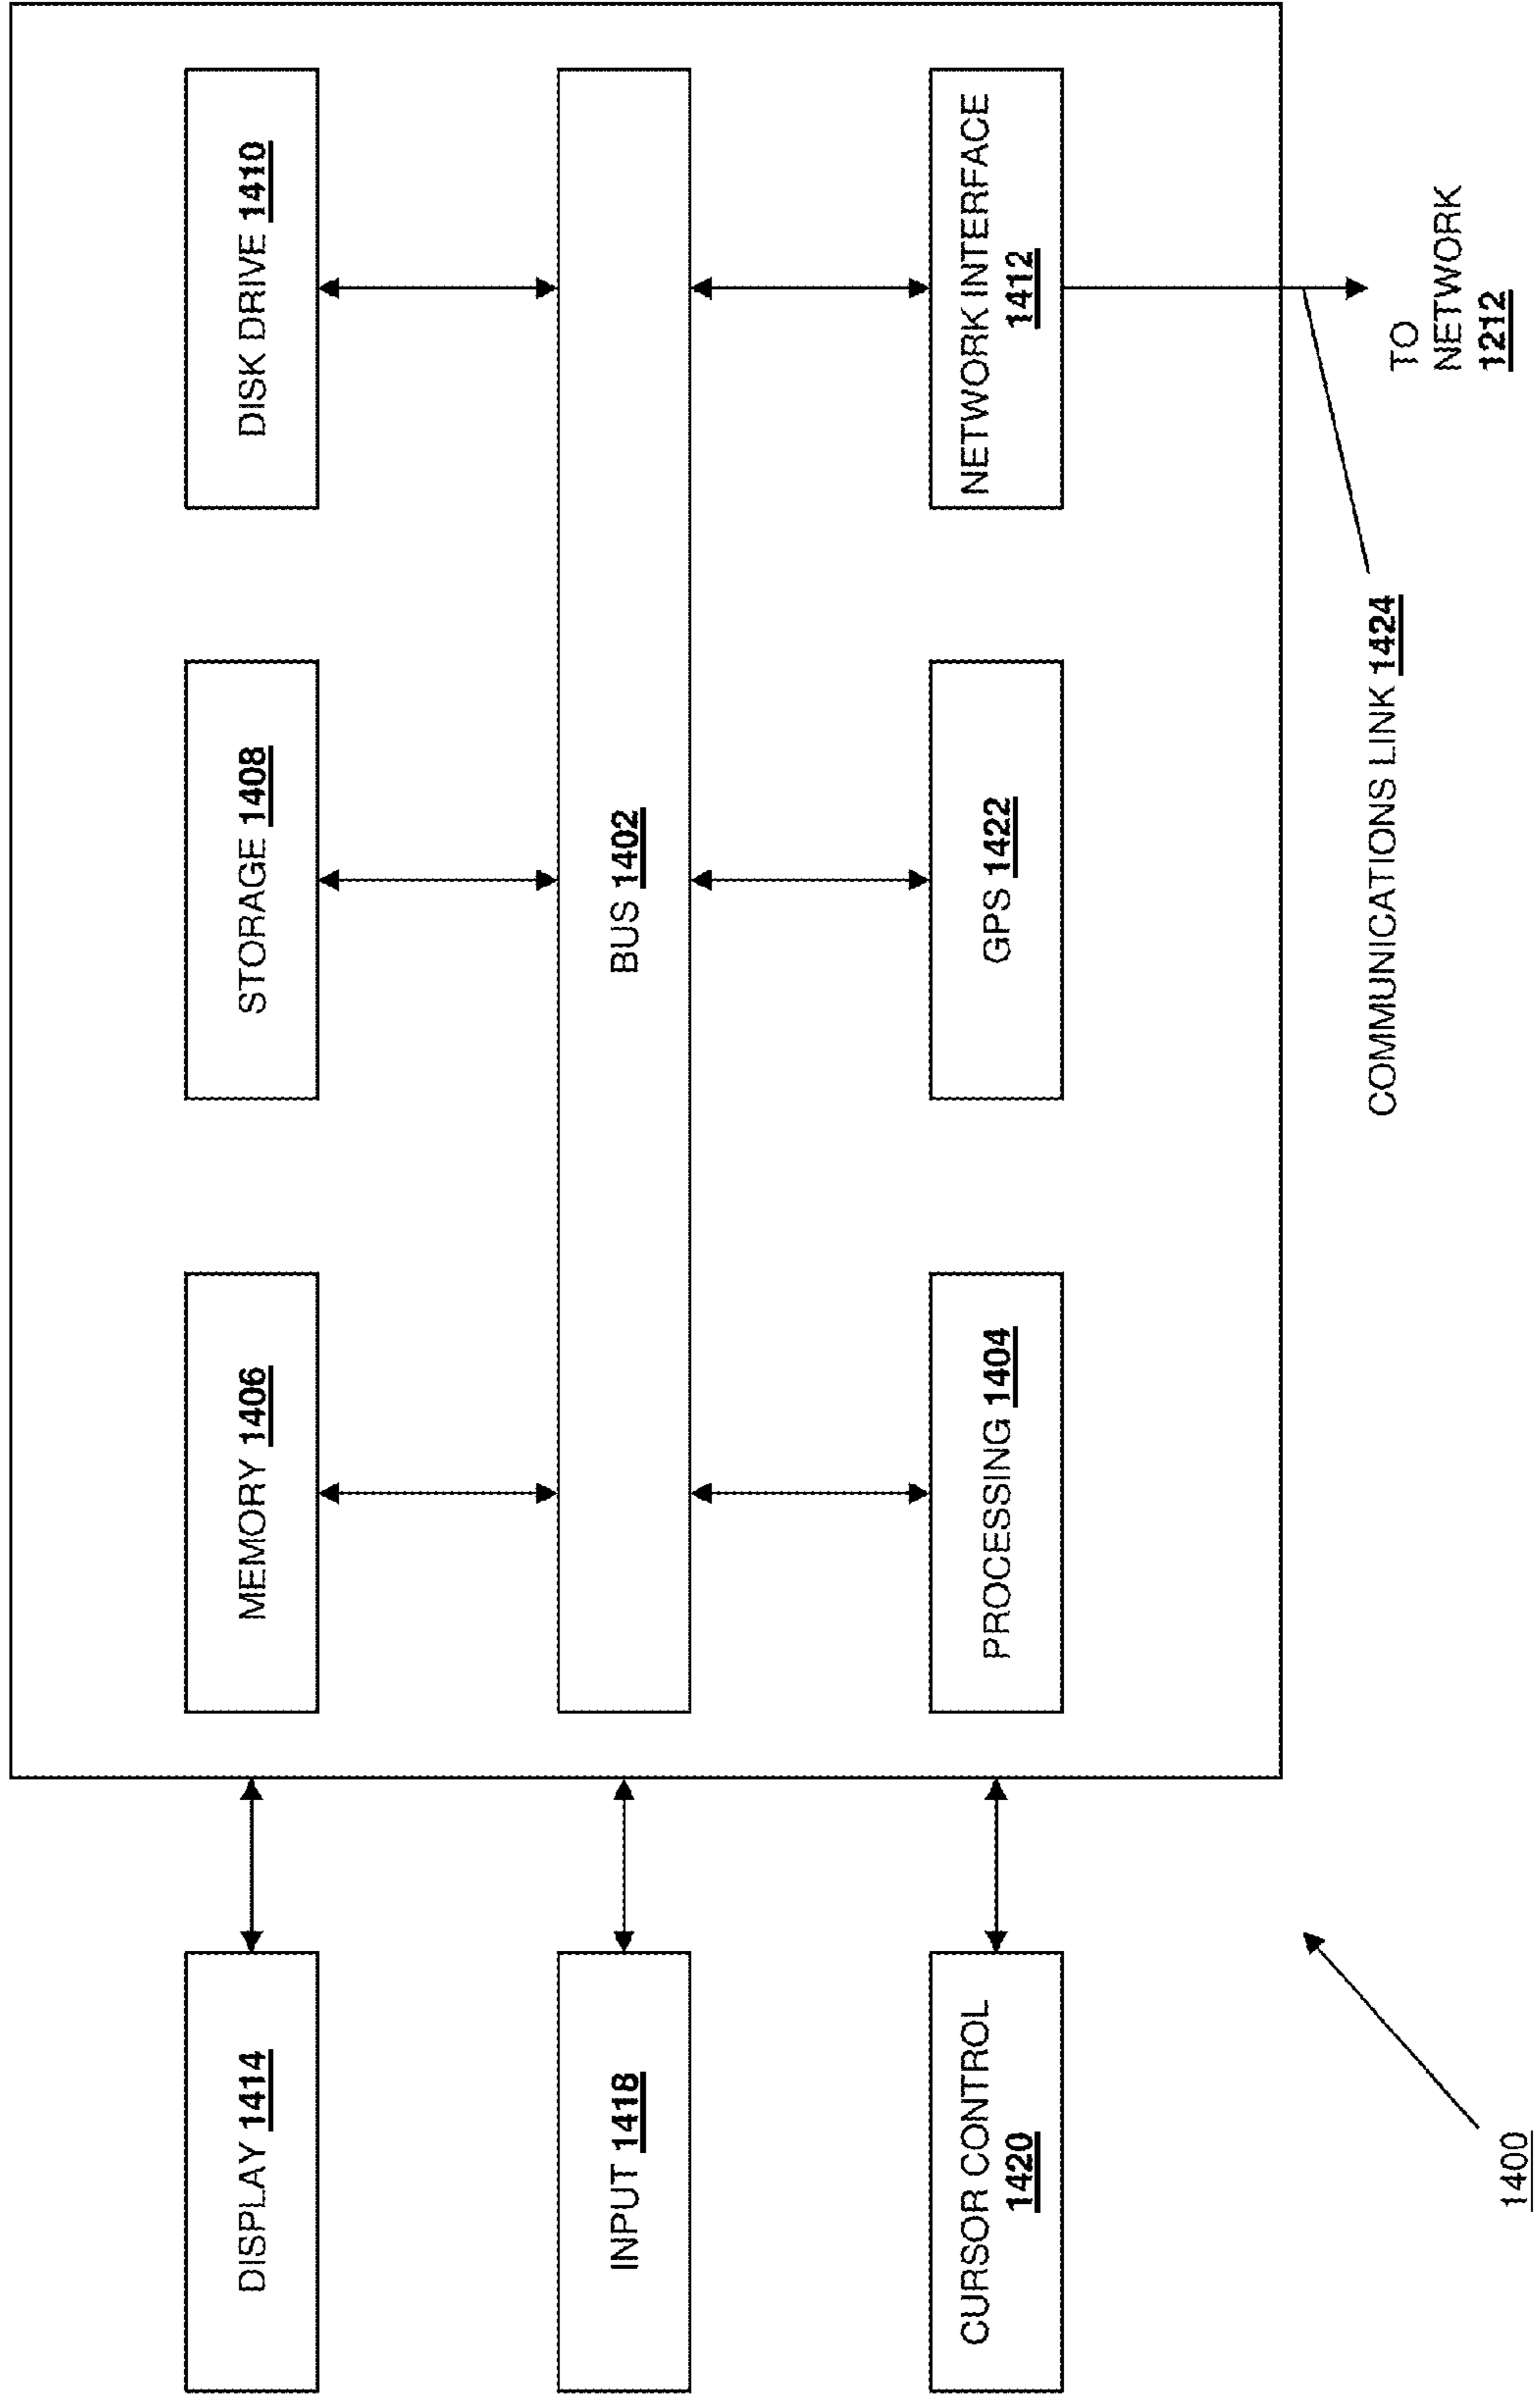 DISPLAY 1414
MEMORY 1406
STORAGE 1408
DISK DRIVE 1410
INPUT 1418
BUS 1402
CURSOR CONTROL
1420
PROCESSING 1404
GPS 1422
NETWORK INTERFACE
1412
COMMUNICATIONS LINK 1424
TO
NETWORK
1212
1400